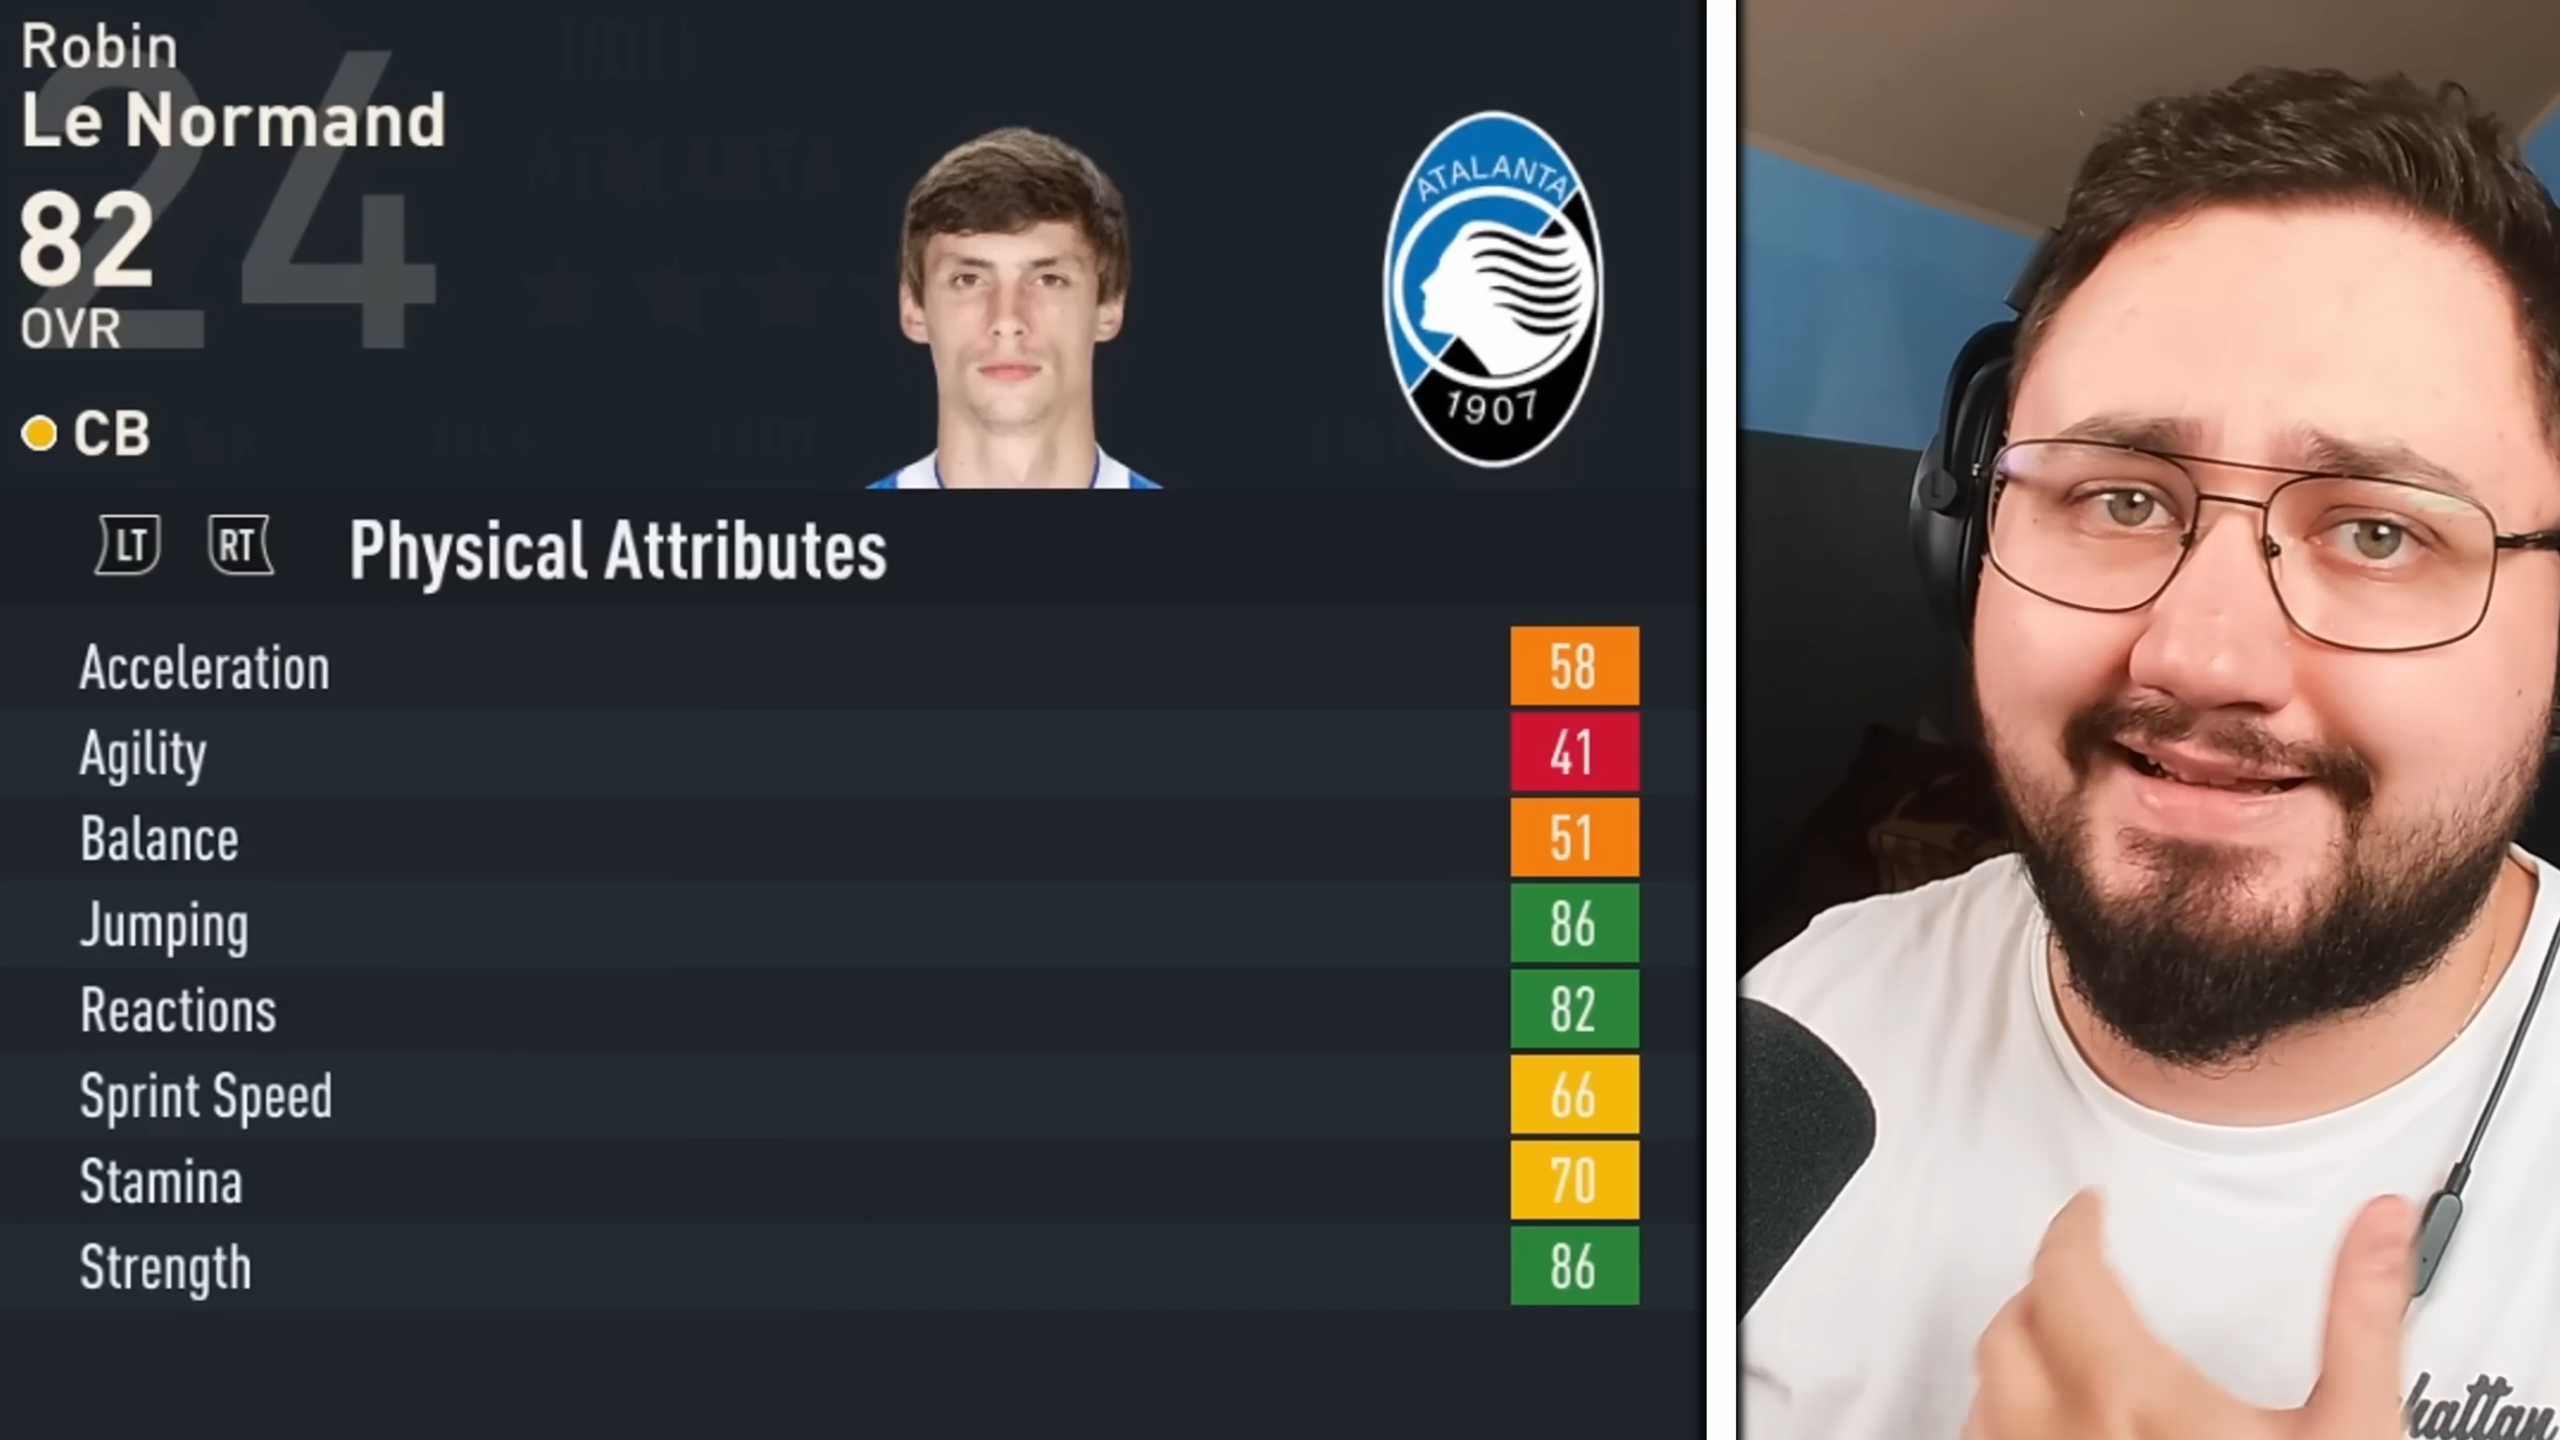 Robin
Le Normand
24
82
OVR
CB
ATALANTA
1907
LT RT Physical Attributes
Acceleration 58
Agility 41
Balance 51
Jumping 86
Reactions 82
Sprint Speed 66
Stamina 70
Strength 86
L